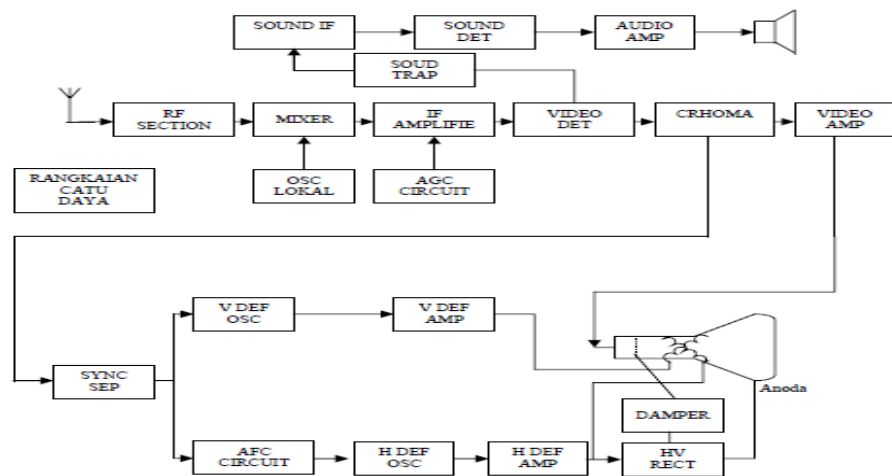 SOUND IF
SOUND
DET
AUDIO
AMP
SOUD
TRAP
RF
SECTION
MIXER
IF
AMPLIFIE
VIDEO
DET
CRHOMA
VIDEO
AMP
RANGKAIAN
CATU
DAYA
OSC
LOKAL
AGC
CIRCUIT
V DEF
OSC
V DEF
AMP
SYNC
SEP
Anoda
DAMPER
AFC
CIRCUIT
H DEF
OSC
H DEF
AMP
HV
RECT